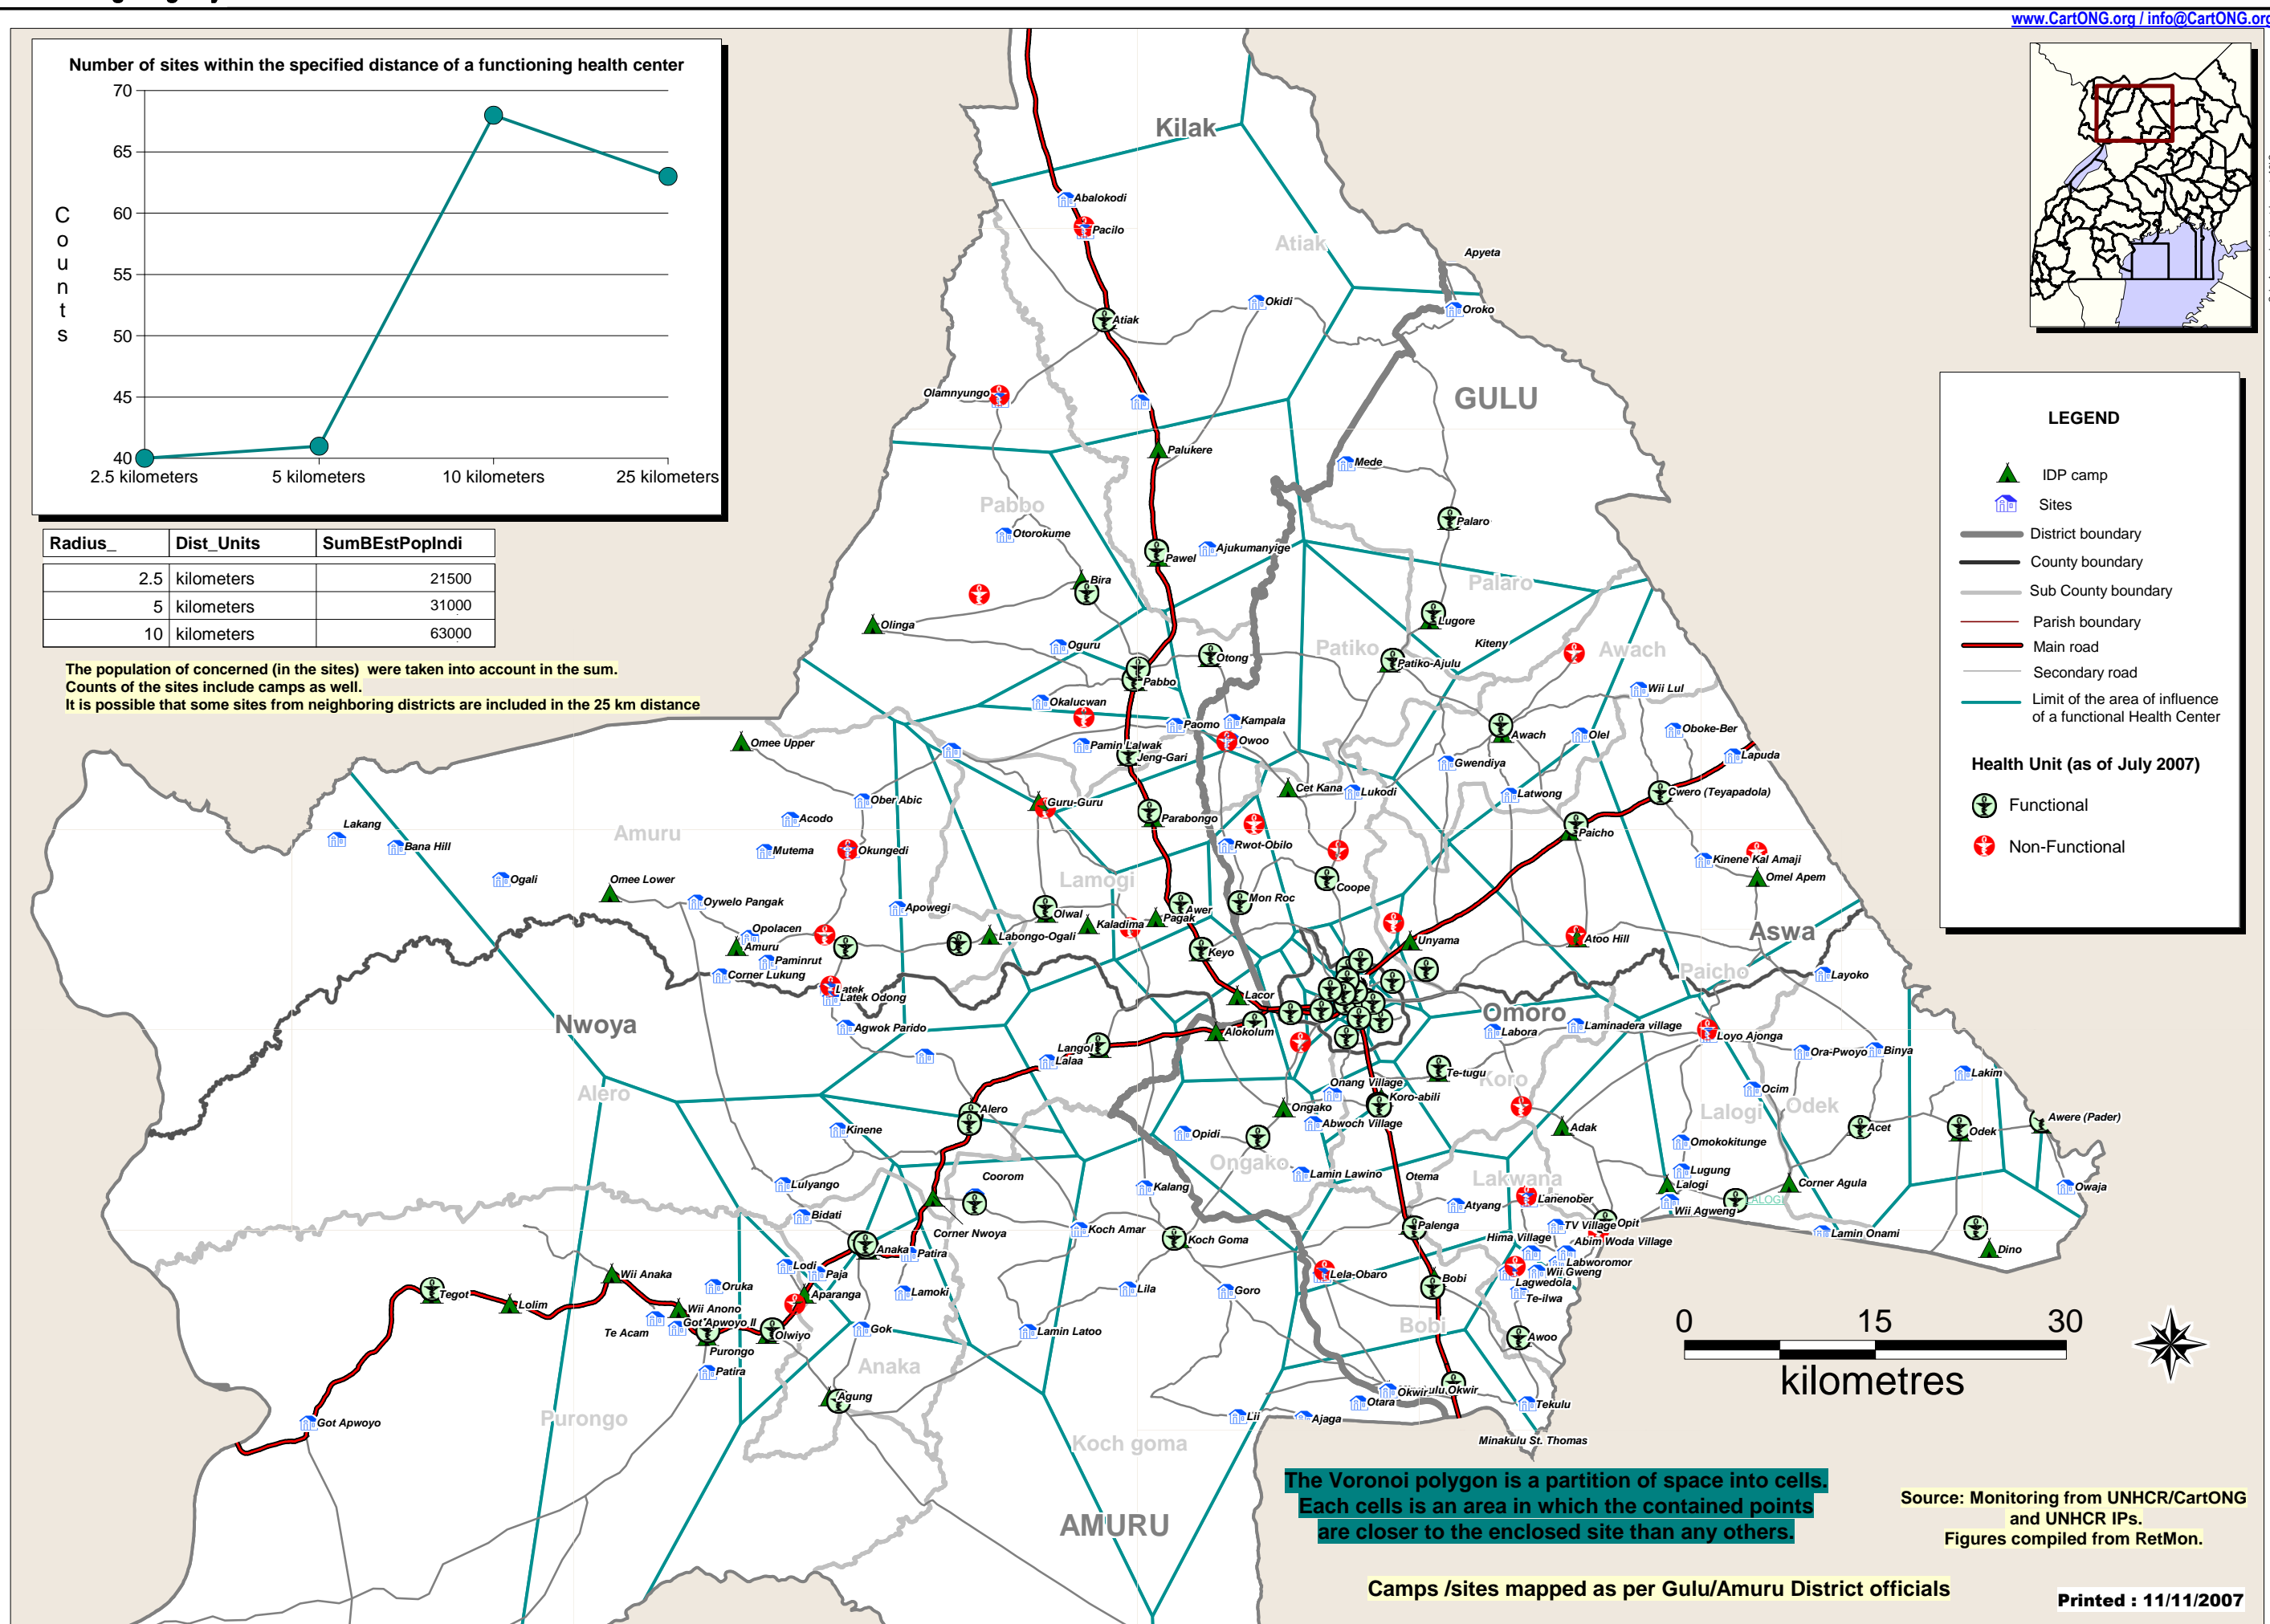 www.CartONG.org / info@CartONG.org
Number of sites within the specified distance of a functioning health center
70
65
60
55
50
45
40
Counts
2.5 kilometers
5 kilometers
10 kilometers
25 kilometers
Radius_ Dist_Units SumBEstPopIndi
2.5 kilometers 21500
5 kilometers 31000
10 kilometers 63000
The population of concerned (in the sites) were taken into account in the sum.
Counts of the sites include camps as well.
It is possible that some sites from neighboring districts are included in the 25 km distance
LEGEND
IDP camp
Sites
District boundary
County boundary
Sub County boundary
Parish boundary
Main road
Secondary road
Limit of the area of influence
of a functional Health Center
Health Unit (as of July 2007)
Functional
Non-Functional
Kilak
Abalokodi
Pacilo
Atiak
Apyeta
Okidi
Oroko
Atiak
Olamnyungo
GULU
Palukere
Mede
Pabbo
Otorokume
Palaro
Pawel
Ajukumanyige
Bira
Palaro
Olinga
Lugore
Oguru
Otong
Patiko
Kiteny
Awach
Patiko-Ajulu
Pabbo
Wii Lul
Okalucwan
Paomo
Kampala
Omee Upper
Pamin Lalwak
Owoo
Awach
Olel
Oboke-Ber
Jeng-Gari
Gwendiya
Lapuda
Ober Abic
Guru-Guru
Cet Kana
Lukodi
Latwong
Cwero (Teyapadola)
Lakang
Acodo
Parabongo
Paicho
Amuru
Bana Hill
Mutema
Okungedi
Rwot-Obilo
Kinene Kal Amaji
Ogali
Omee Lower
Lamogi
Coope
Omel Apem
Oywelo Pangak
Apowegi
Olwal
Kaladima
Pagak
Awer
Mon Roc
Opolacen
Amuru
Labongo-Ogali
Unyama
Atoo Hill
Aswa
Paminrut
Keyo
Corner Lukung
Paicho
Layoko
Latek
Latek Odong
Lacor
Nwoya
Agwok Parido
Alokolum
Omoro
Labora
Laminadera village
Loyo Ajonga
Langol
Lalaa
Ora-Pwoyo
Binya
Te-tugu
Koro
Lakim
Alero
Onang Village
Ocim
Alero
Ongako
Koro-abili
Lalogi
Odek
Awere (Pader)
Kinene
Opidi
Abwoch Village
Adak
Acet
Odek
Omokokitunge
Ongako
Lamin Lawino
Otema
Lakwana
Lugung
Coorom
Lulyango
Kalang
Lalogi
Corner Agula
Owaja
Atyang
Lanenober
LALOGI
Wii Agweng
Bidati
Corner Nwoya
Koch Amar
Koch Goma
Palenga
TV Village
Opit
Hima Village
Abim Woda Village
Lamin Onami
Dino
Anaka
Patira
Lodi
Paja
Lela-Obaro
Labworomor
Wii Gweng
Lagwedola
Te-ilwa
Wii Anaka
Oruka
Aparanga
Lamoki
Lila
Goro
Bobi
Tegot
Lolim
Wii Anono
Got Apwoyo II
Te Acam
Olwiyo
Gok
Lamin Latoo
Bobi
Awoo
Purongo
Patira
Anaka
Agung
Okwir
Otara
Tekulu
Got Apwoyo
Purongo
Lii
Ajaga
Koch goma
Minakulu St. Thomas
AMURU
0 15 30
kilometres
The Voronoi polygon is a partition of space into cells.
Each cells is an area in which the contained points
are closer to the enclosed site than any others.
Source: Monitoring from UNHCR/CartONG
and UNHCR IPs.
Figures compiled from RetMon.
Camps /sites mapped as per Gulu/Amuru District officials
Printed : 11/11/2007